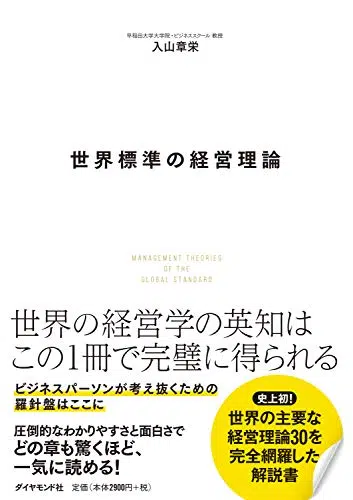 早稲田大学大学院・ビジネススクール 教授
入山章栄
世界標準の経営理論
MANAGEMENT THEORIES
OF THE
GLOBAL STANDARD
世界の経営学の英知は
この1冊で完璧に得られる
ビジネスパーソンが考え抜くための
羅針盤はここに
圧倒的なわかりやすさと面白さで
どの章も驚くほど、
一気に読める!
ダイヤモンド社 定価(本体2900円+税)
史上初!
世界の主要な
経営理論30を
完全網羅した
解説書